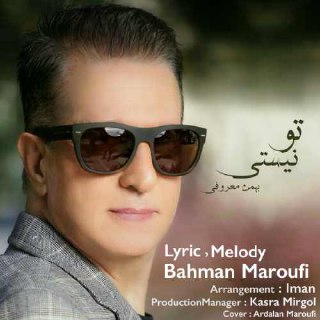 تو
نیستی
بهمن معروفی
Lyric , Melody
Bahman Maroufi
Arrangement : Iman
ProductionManager : Kasra Mirgol
Cover : Ardalan Maroufi